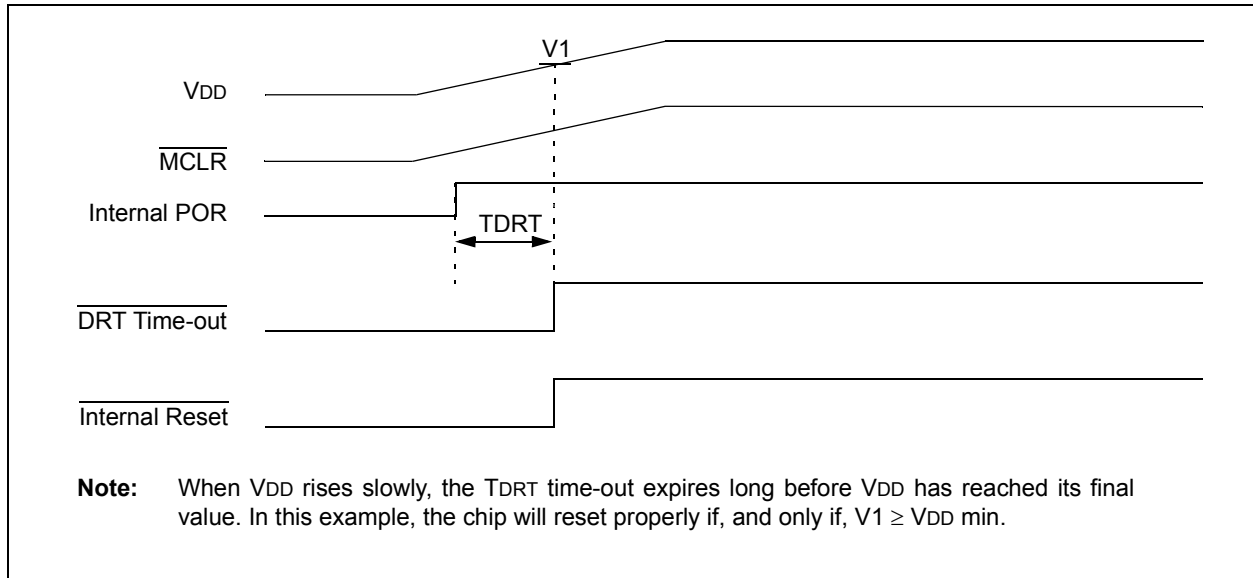 V1
VDD
MCLR
Internal POR
TDRT
DRT Time-out
Internal Reset
Note: When VDD rises slowly, the TDRT time-out expires long before VDD has reached its final
value. In this example, the chip will reset properly if, and only if, V1 ≥ VDD min.